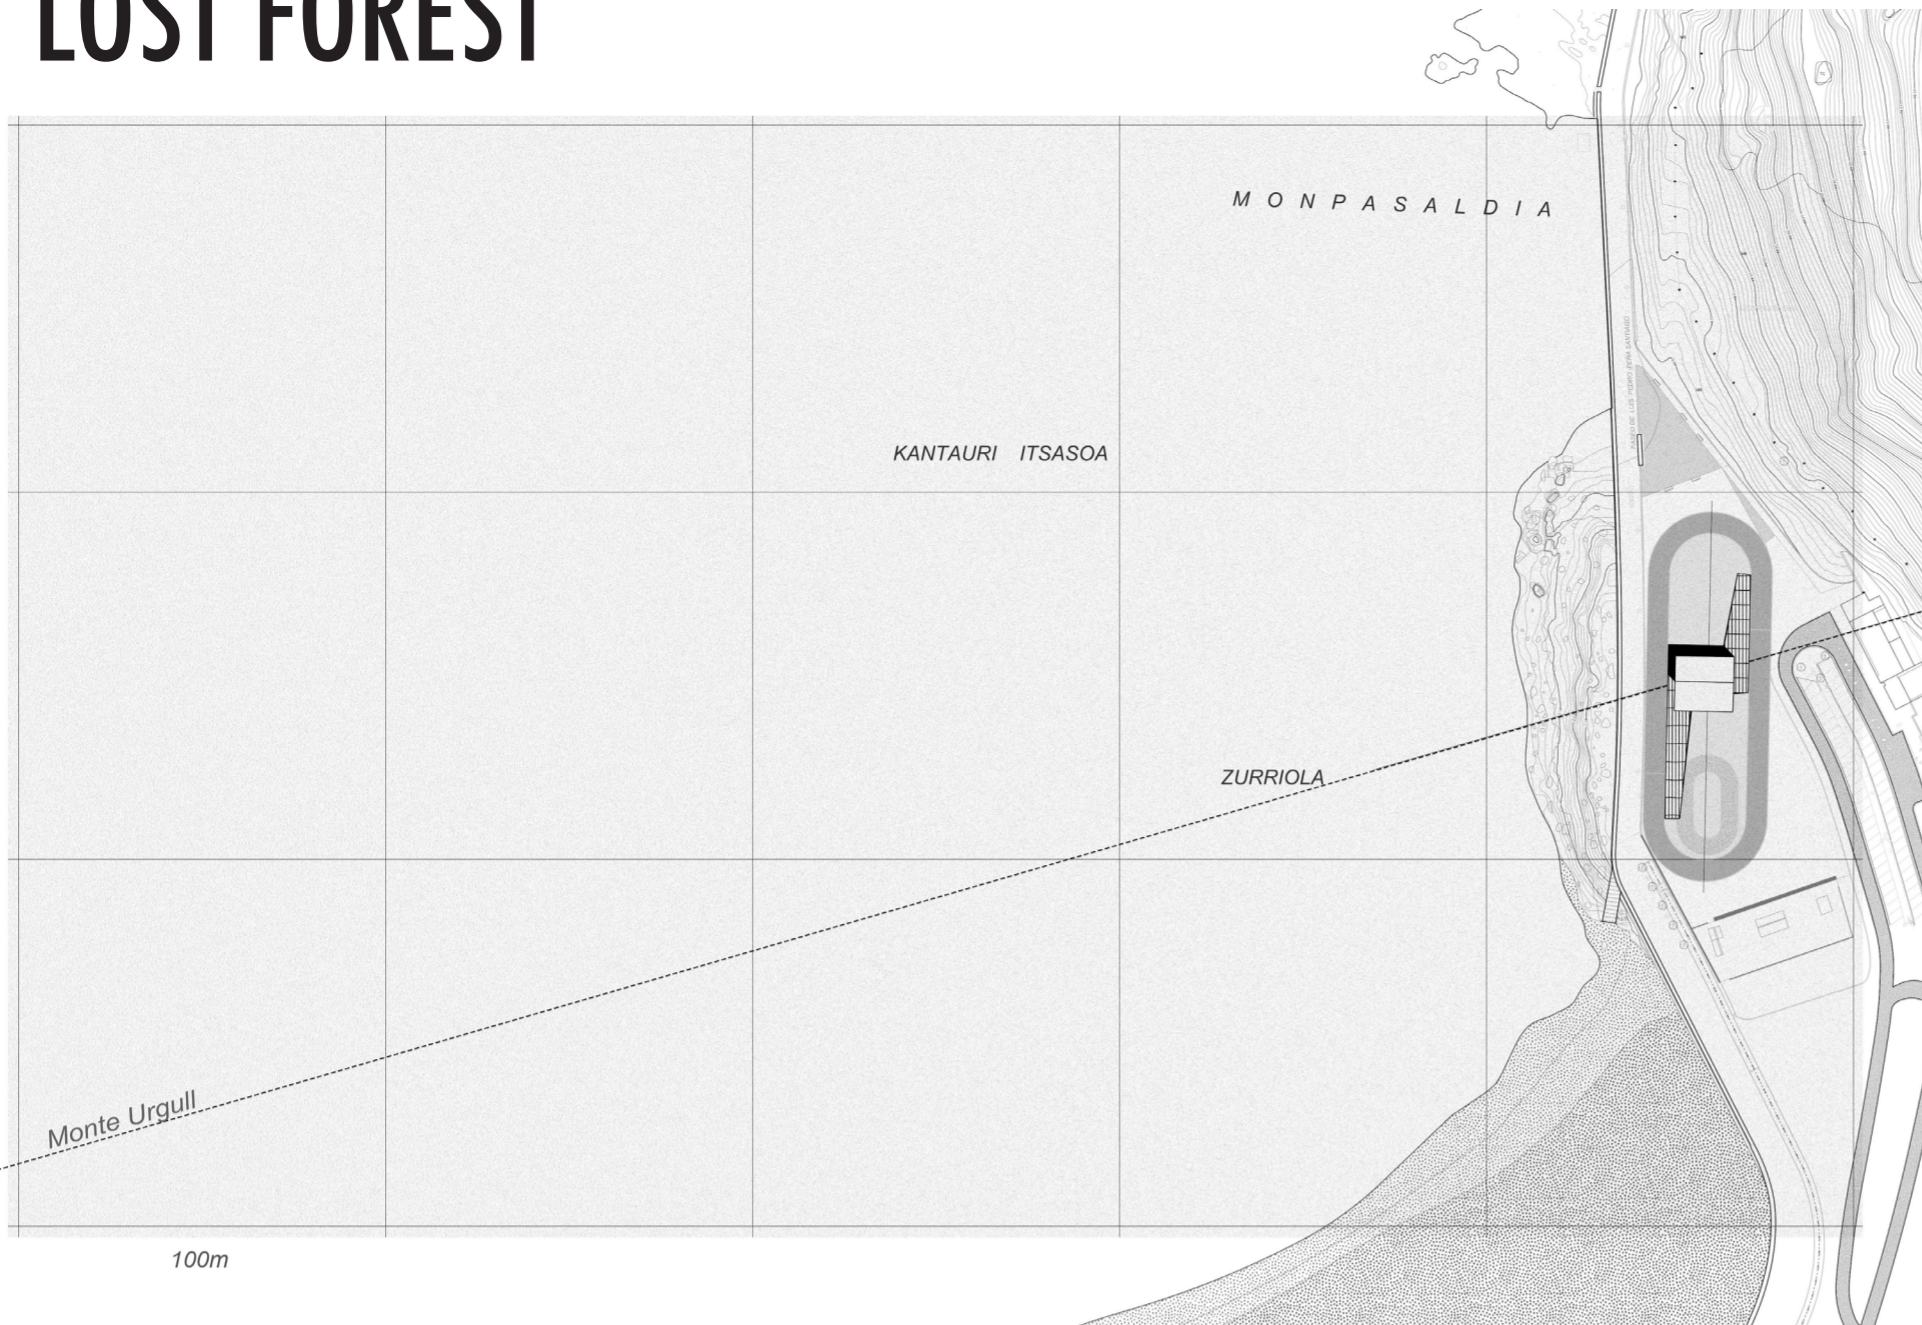 LOST FOREST
MONPASALDIA
KANTAURI ITSASOA
ZURRIOLA
Monte Urgull
100m